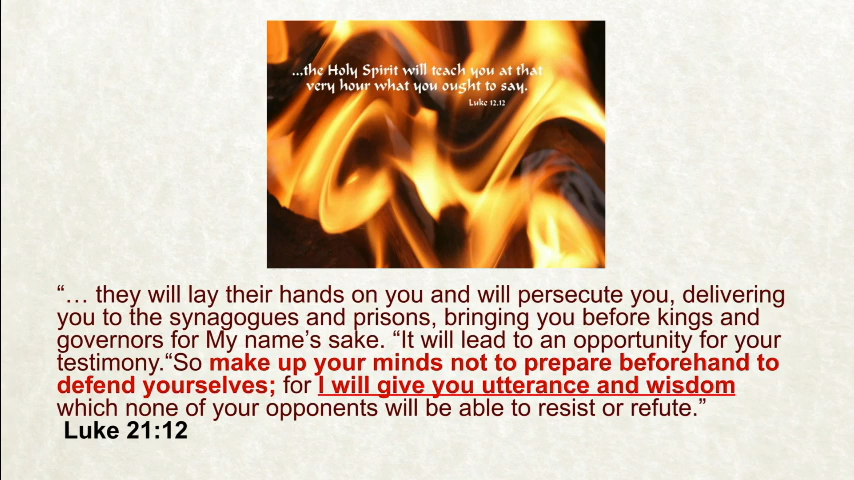 ...the Holy Spirit will teach you at that
very hour what you ought to say.
Luke 12.12
“… they will lay their hands on you and will persecute you, delivering
you to the synagogues and prisons, bringing you before kings and
governors for My name’s sake. “It will lead to an opportunity for your
testimony.“So make up your minds not to prepare beforehand to
defend yourselves; for I will give you utterance and wisdom
which none of your opponents will be able to resist or refute.”
Luke 21:12